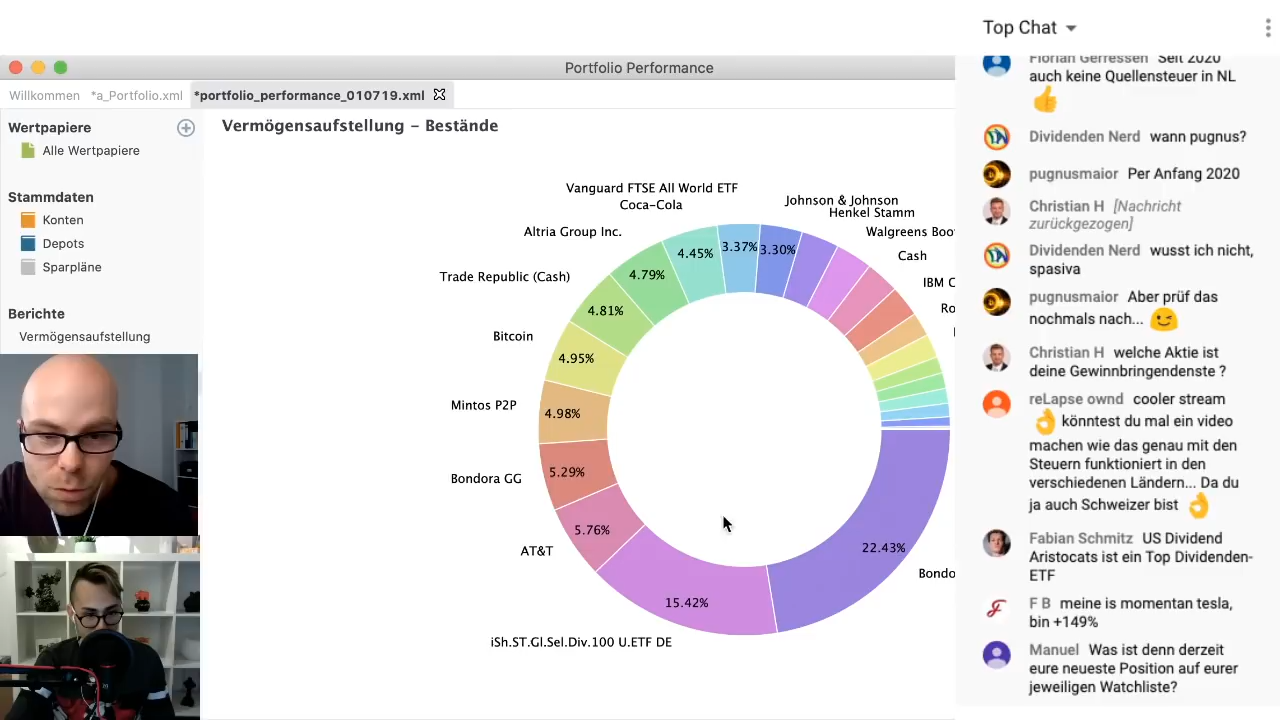 Top Chat
Portfolio Performance
Willkommen *a_Portfolio.xml *portfolio_performance_010719.xml
Wertpapiere
Alle Wertpapiere
Stammdaten
Konten
Depots
Sparpläne
Berichte
Vermögensaufstellung
Vermögensaufstellung – Bestände
Vanguard FTSE All World ETF
Coca-Cola
Johnson & Johnson
Henkel Stamm
Altria Group Inc.
Walgreens Boo
Cash
Trade Republic (Cash)
IBM C
Ro
Bitcoin
Mintos P2P
Bondora GG
AT&T
Bondo
iSh.ST.Gl.Sel.Div.100 U.ETF DE
3.30%
3.37%
4.45%
4.79%
4.81%
4.95%
4.98%
5.29%
5.76%
15.42%
22.43%
Florian Gerressen Seit 2020
auch keine Quellensteuer in NL
Dividenden Nerd wann pugnus?
pugnusmaior Per Anfang 2020
Christian H [Nachricht
zurückgezogen]
Dividenden Nerd wusst ich nicht,
spasiva
pugnusmaior Aber prüf das
nochmals nach...
Christian H welche Aktie ist
deine Gewinnbringendenste ?
reLapse ownd cooler stream
könntest du mal ein video
machen wie das genau mit den
Steuern funktioniert in den
verschiedenen Ländern... Da du
ja auch Schweizer bist
Fabian Schmitz US Dividend
Aristocats ist ein Top Dividenden-
ETF
F B meine is momentan tesla,
bin +149%
Manuel Was ist denn derzeit
eure neueste Position auf eurer
jeweiligen Watchliste?